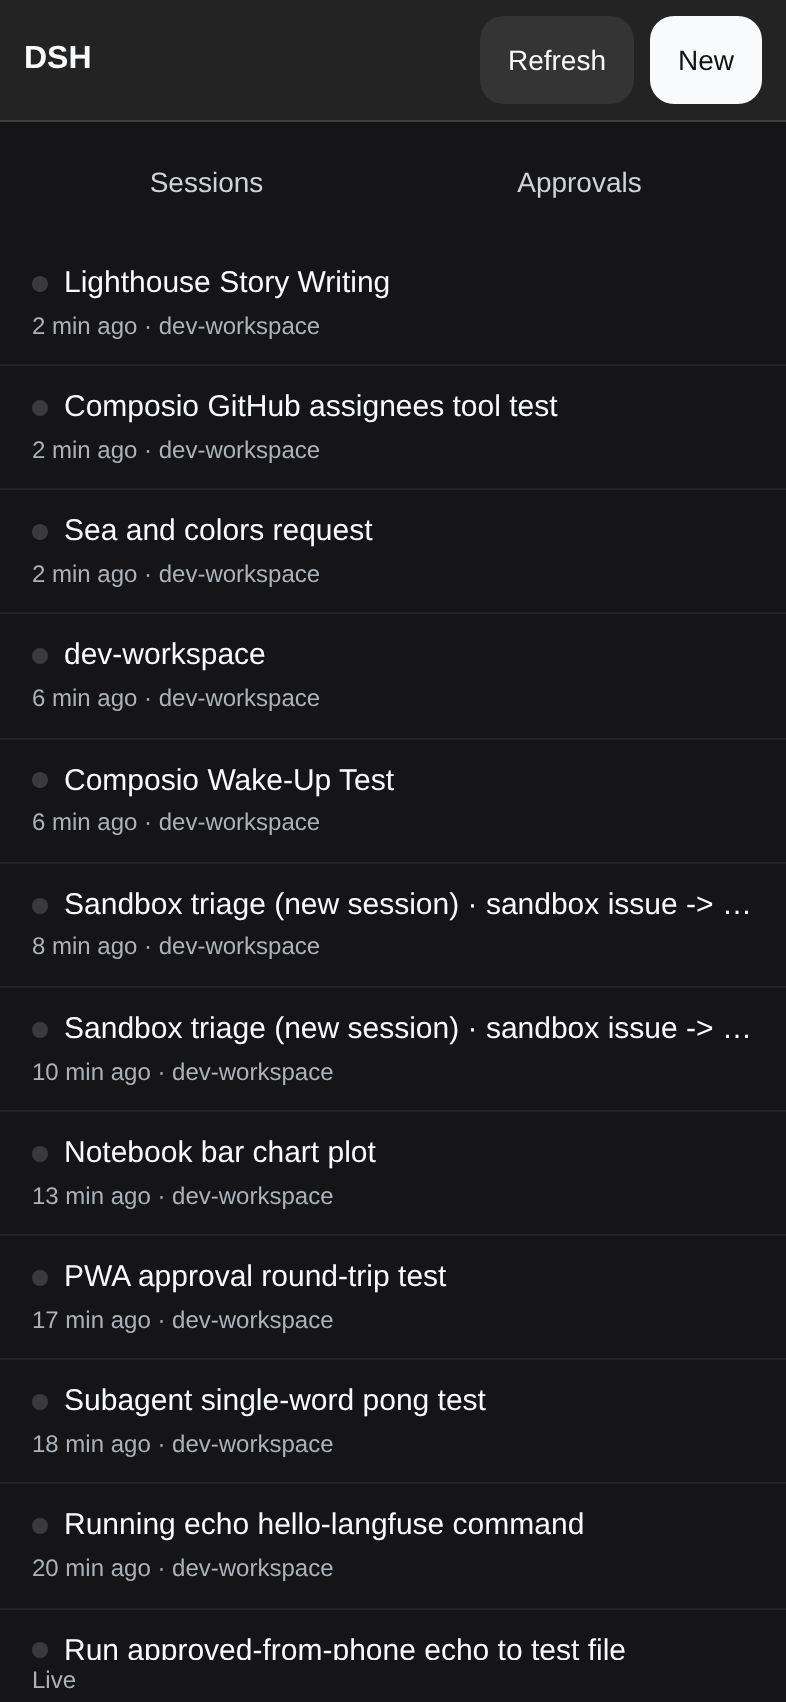 DSH
Refresh
New
Sessions
Approvals
Lighthouse Story Writing
2 min ago · dev-workspace
Composio GitHub assignees tool test
2 min ago · dev-workspace
Sea and colors request
2 min ago · dev-workspace
dev-workspace
6 min ago · dev-workspace
Composio Wake-Up Test
6 min ago · dev-workspace
Sandbox triage (new session) · sandbox issue -> …
8 min ago · dev-workspace
Sandbox triage (new session) · sandbox issue -> …
10 min ago · dev-workspace
Notebook bar chart plot
13 min ago · dev-workspace
PWA approval round-trip test
17 min ago · dev-workspace
Subagent single-word pong test
18 min ago · dev-workspace
Running echo hello-langfuse command
20 min ago · dev-workspace
Run approved-from-phone echo to test file
Live